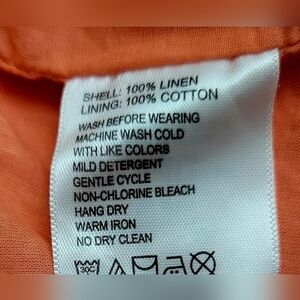 SHELL: 100% LINEN
LINING: 100% COTTON
WASH BEFORE WEARING
MACHINE WASH COLD
WITH LIKE COLORS
MILD DETERGENT
GENTLE CYCLE
NON-CHLORINE BLEACH
HANG DRY
WARM IRON
NO DRY CLEAN
30C